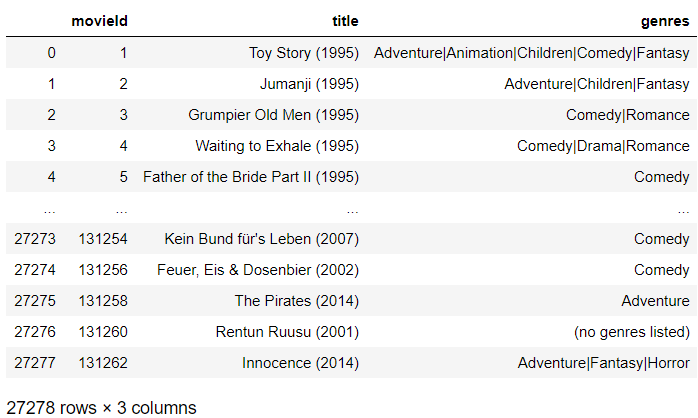 movieId title genres
0 1 Toy Story (1995) Adventure|Animation|Children|Comedy|Fantasy
1 2 Jumanji (1995) Adventure|Children|Fantasy
2 3 Grumpier Old Men (1995) Comedy|Romance
3 4 Waiting to Exhale (1995) Comedy|Drama|Romance
4 5 Father of the Bride Part II (1995) Comedy
... ... ... ...
27273 131254 Kein Bund für's Leben (2007) Comedy
27274 131256 Feuer, Eis & Dosenbier (2002) Comedy
27275 131258 The Pirates (2014) Adventure
27276 131260 Rentun Ruusu (2001) (no genres listed)
27277 131262 Innocence (2014) Adventure|Fantasy|Horror
27278 rows × 3 columns